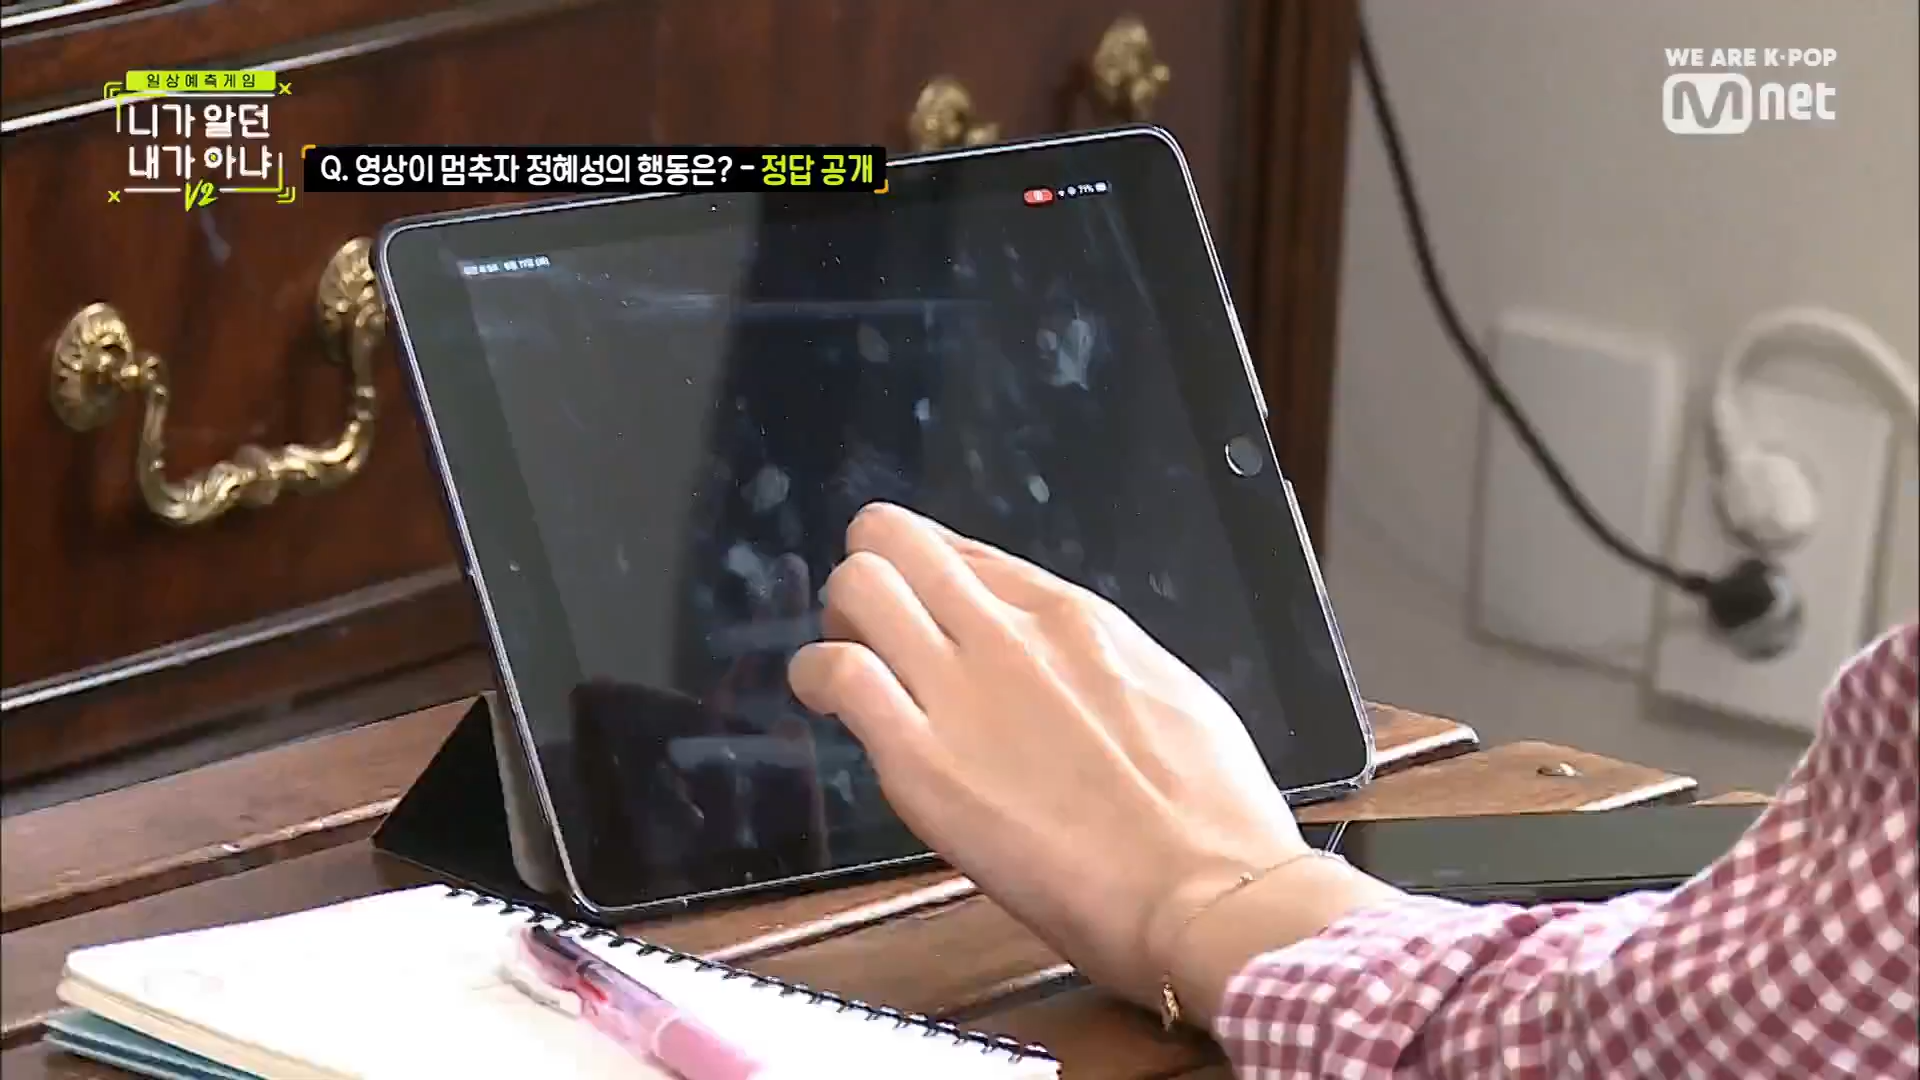 일상예측게임
니가 알던
내가 아냐
V2
Q. 영상이 멈추자 정혜성의 행동은? - 정답 공개
WE ARE K-POP
Mnet
71%